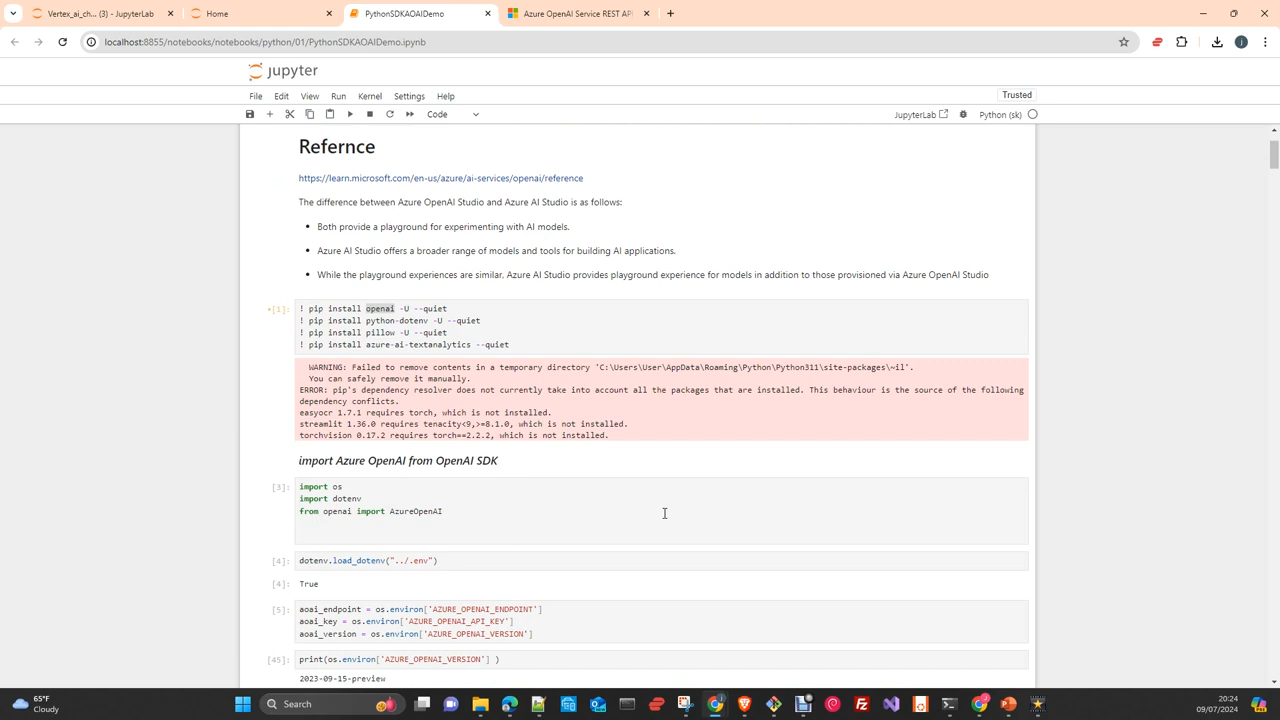 Vertex_ai_ch... (3) - JupyterLab
Home
PythonSDKAOAIDemo
Azure OpenAI Service REST API
localhost:8855/notebooks/notebooks/python/01/PythonSDKAOAIDemo.ipynb
jupyter
File Edit View Run Kernel Settings Help
Trusted
Code
JupyterLab
Python (sk)
Refernce
https://learn.microsoft.com/en-us/azure/ai-services/openai/reference
The difference between Azure OpenAI Studio and Azure AI Studio is as follows:
• Both provide a playground for experimenting with AI models.
• Azure AI Studio offers a broader range of models and tools for building AI applications.
• While the playground experiences are similar, Azure AI Studio provides playground experience for models in addition to those provisioned via Azure OpenAI Studio
[1]:
! pip install openai -U --quiet
! pip install python-dotenv -U --quiet
! pip install pillow -U --quiet
! pip install azure-ai-textanalytics --quiet
WARNING: Failed to remove contents in a temporary directory 'C:\Users\User\AppData\Roaming\Python\Python311\site-packages\~il'.
You can safely remove it manually.
ERROR: pip's dependency resolver does not currently take into account all the packages that are installed. This behaviour is the source of the following
dependency conflicts.
easyocr 1.7.1 requires torch, which is not installed.
streamlit 1.36.0 requires tenacity<9,>=8.1.0, which is not installed.
torchvision 0.17.2 requires torch==2.2.2, which is not installed.
import Azure OpenAI from OpenAI SDK
[3]:
import os
import dotenv
from openai import AzureOpenAI
[4]:
dotenv.load_dotenv("../.env")
[4]:
True
[5]:
aoai_endpoint = os.environ['AZURE_OPENAI_ENDPOINT']
aoai_key = os.environ['AZURE_OPENAI_API_KEY']
aoai_version = os.environ['AZURE_OPENAI_VERSION']
[45]:
print(os.environ['AZURE_OPENAI_VERSION'] )
2023-09-15-preview
65°F
Cloudy
Search
20:24
09/07/2024